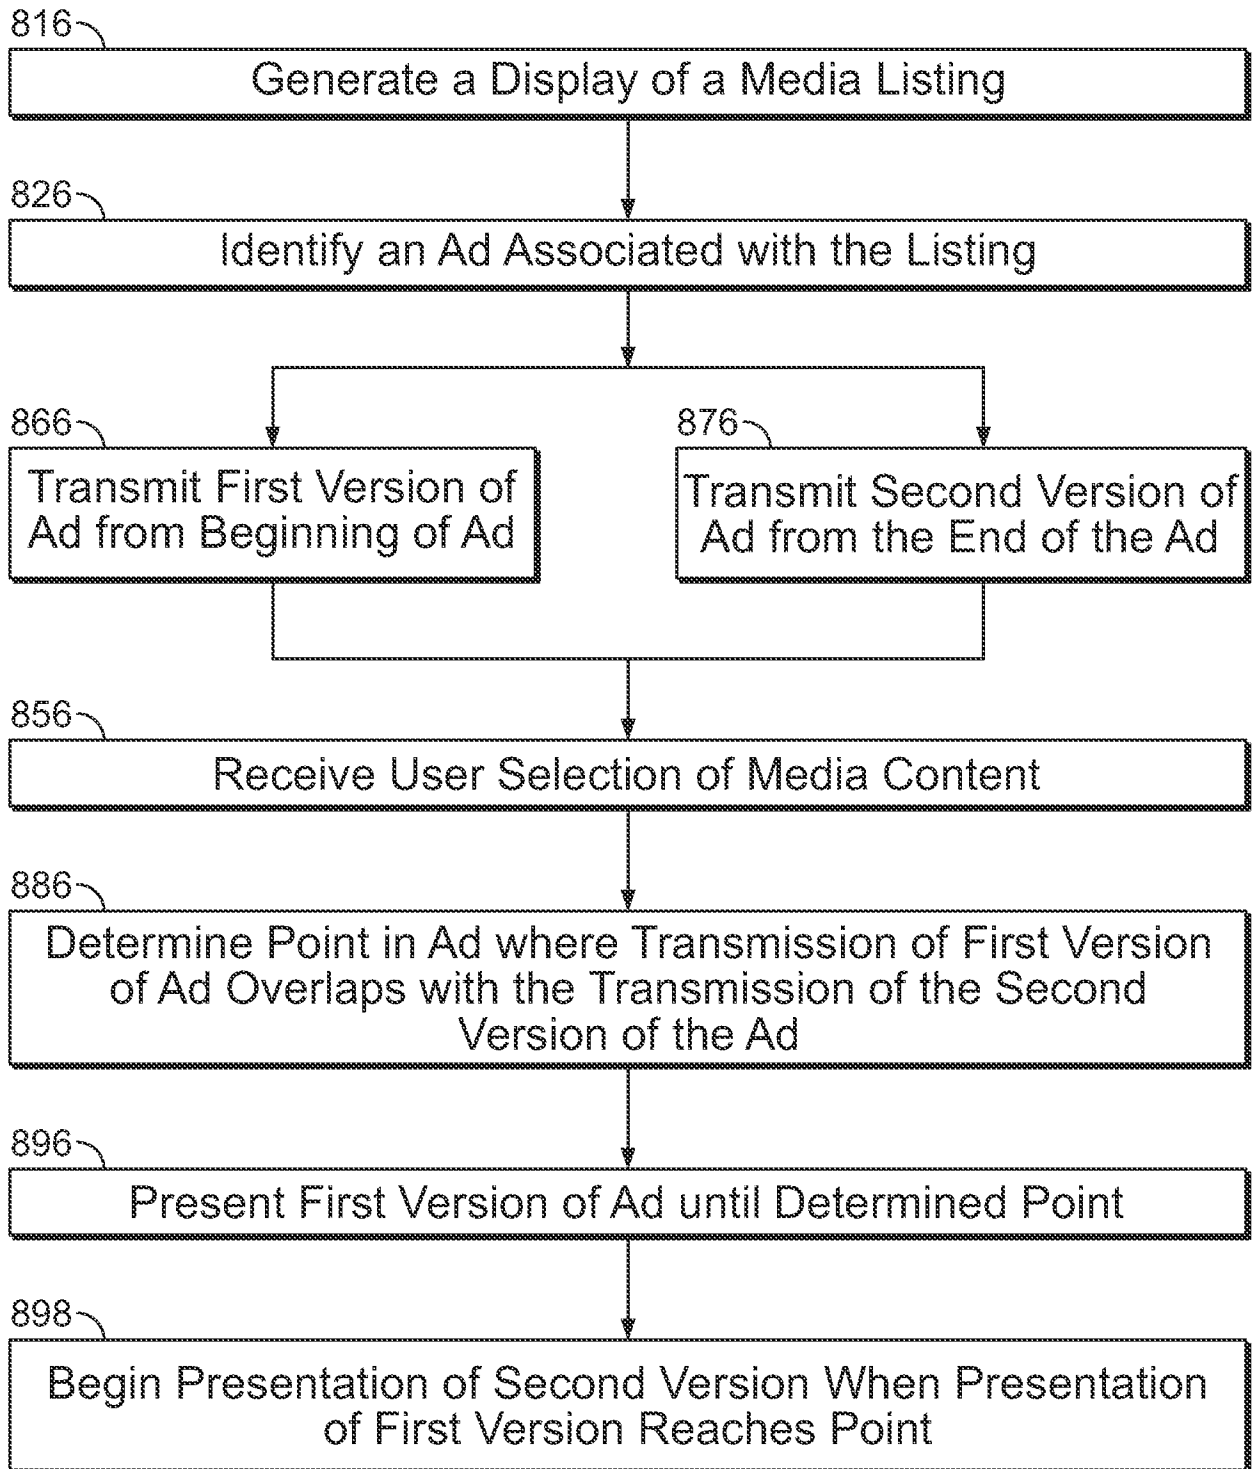 816
Generate a Display of a Media Listing
826
Identify an Ad Associated with the Listing
866
Transmit First Version of
Ad from Beginning of Ad
876
Transmit Second Version of
Ad from the End of the Ad
856
Receive User Selection of Media Content
886
Determine Point in Ad where Transmission of First Version
of Ad Overlaps with the Transmission of the Second
Version of the Ad
896
Present First Version of Ad until Determined Point
898
Begin Presentation of Second Version When Presentation
of First Version Reaches Point